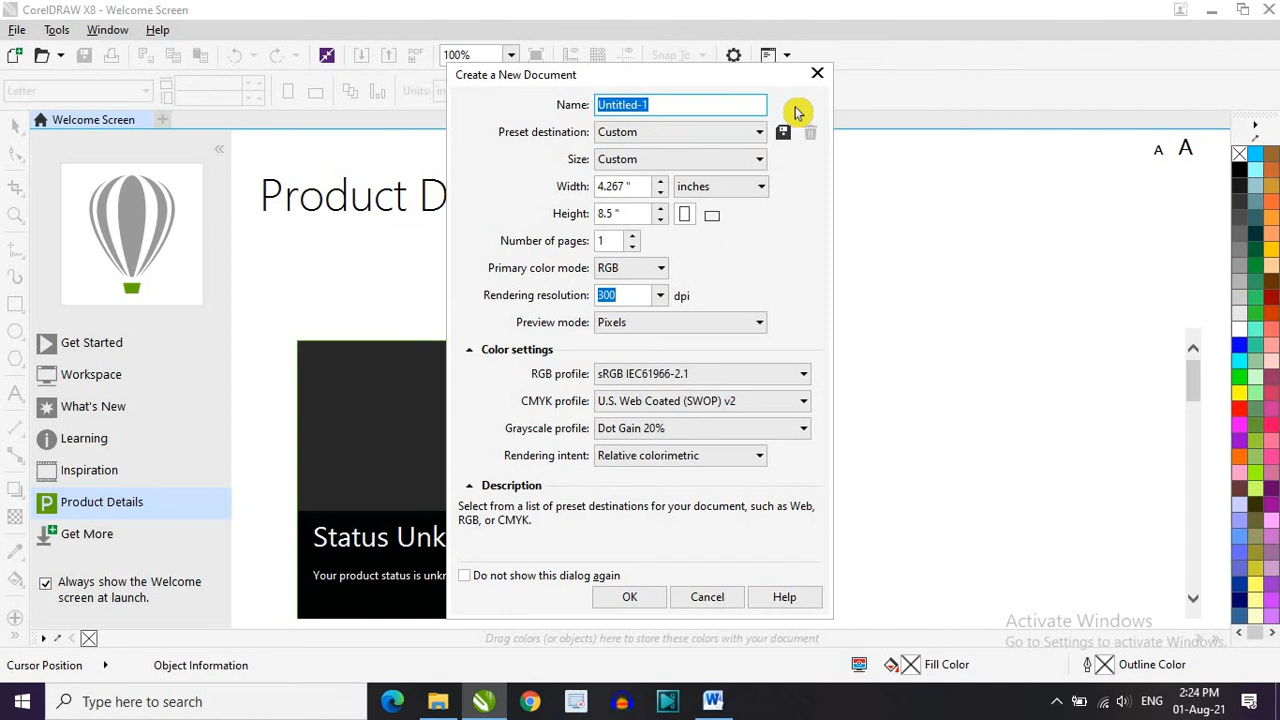 CorelDRAW X8 - Welcome Screen
File Tools Window Help
PDF 100% Snap To
Letter Units: in
Welcome Screen
Create a New Document
Name: Untitled-1
Preset destination: Custom
Size: Custom
Width: 4.267 " inches
Height: 8.5 "
Number of pages: 1
Primary color mode: RGB
Rendering resolution: 300 dpi
Preview mode: Pixels
Color settings
RGB profile: sRGB IEC61966-2.1
CMYK profile: U.S. Web Coated (SWOP) v2
Grayscale profile: Dot Gain 20%
Rendering intent: Relative colorimetric
Description
Select from a list of preset destinations for your document, such as Web,
RGB, or CMYK.
Do not show this dialog again
OK Cancel Help
Product D
A A
Get Started
Workspace
What's New
Learning
Inspiration
Product Details
Get More
Always show the Welcome
screen at launch.
Status Unk
Your product status is unkn
Activate Windows
Go to Settings to activate Windows.
Drag colors (or objects) here to store these colors with your document
Cursor Position Object Information Fill Color Outline Color
Type here to search
ENG
2:24 PM
01-Aug-21